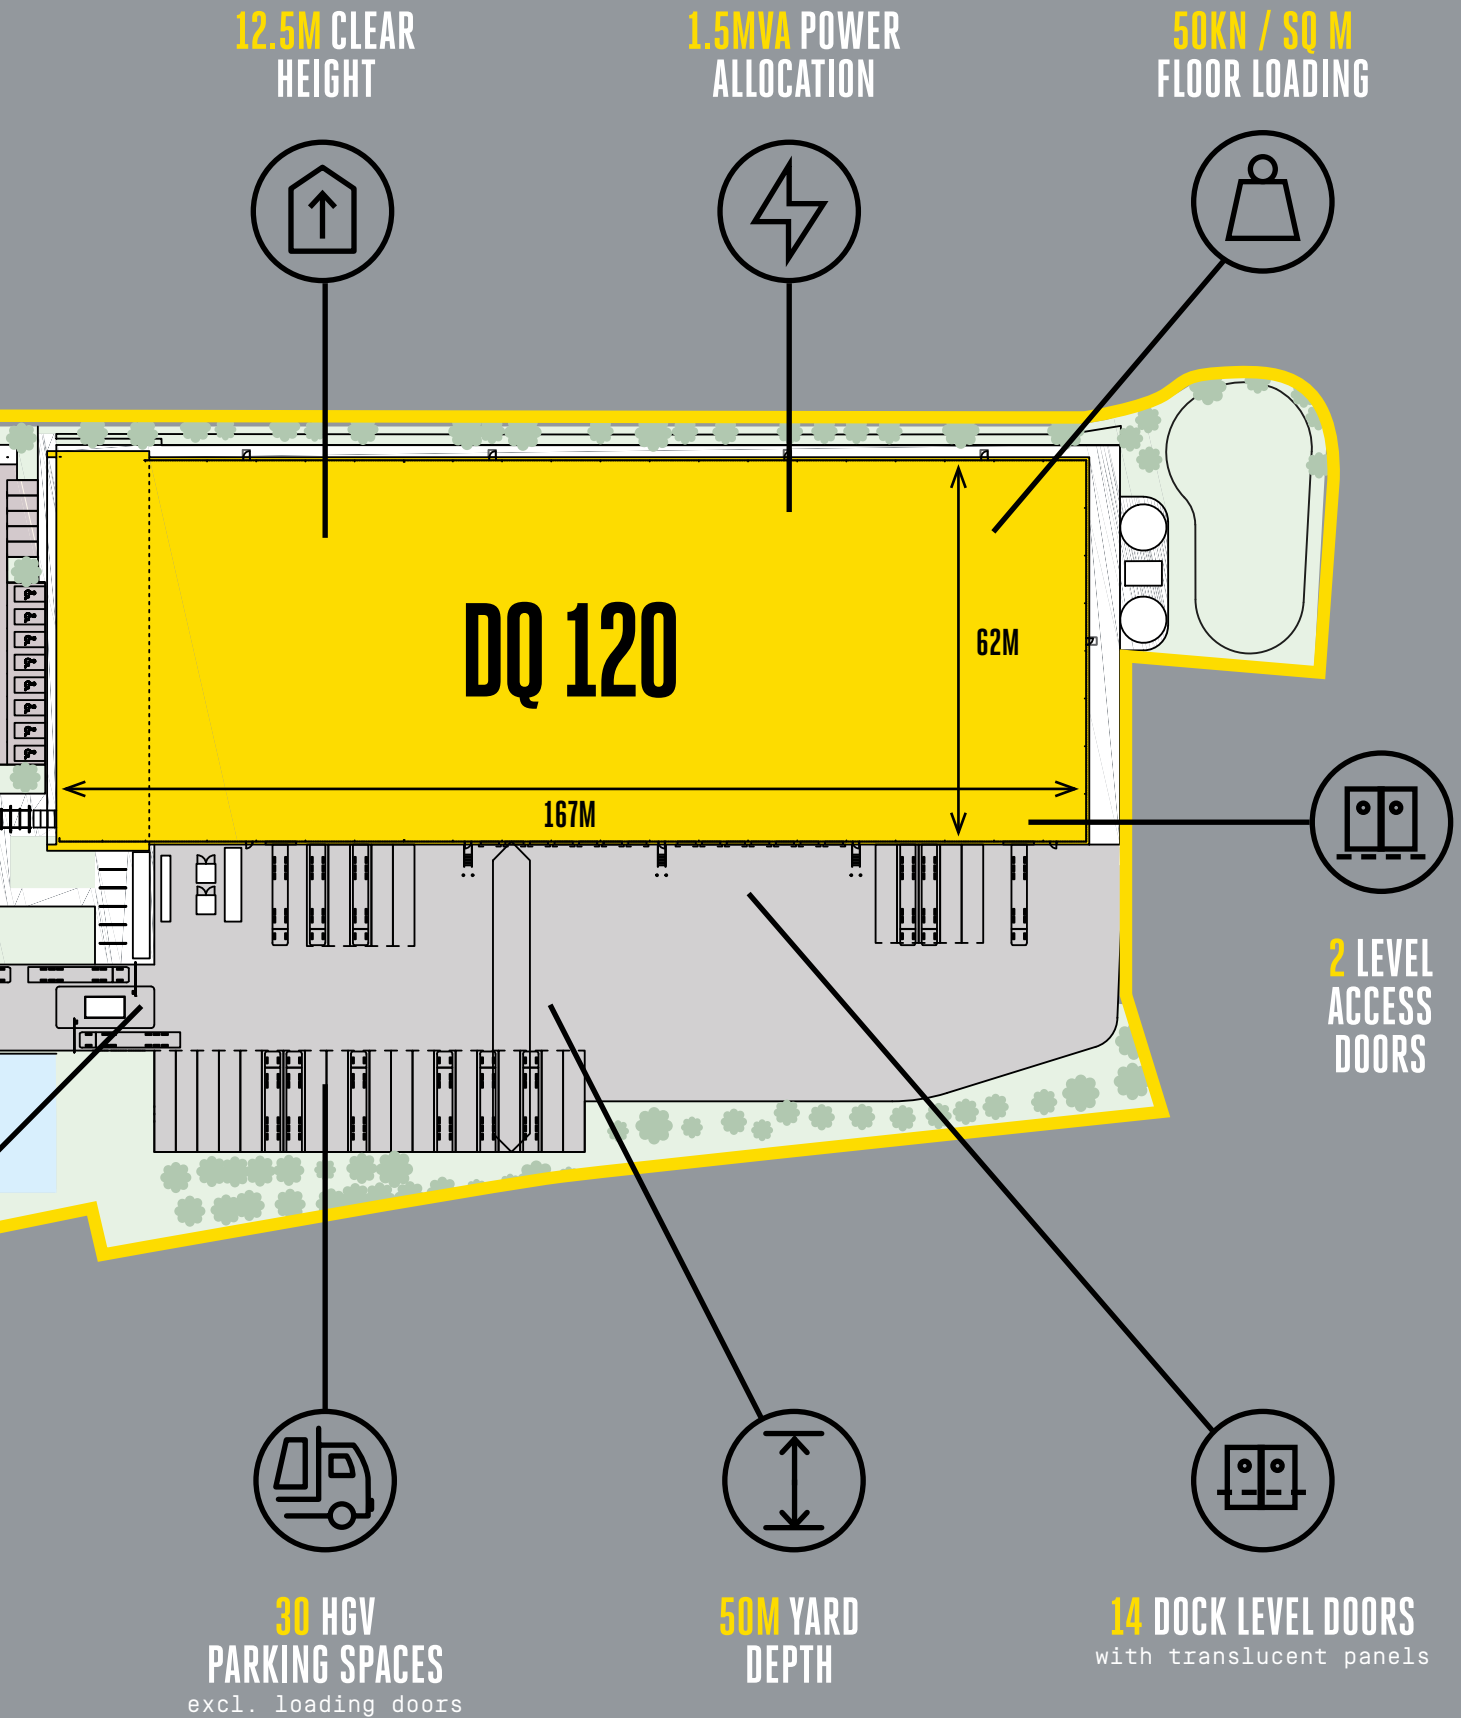 12.5M CLEAR
HEIGHT
1.5MVA POWER
ALLOCATION
50KN / SQ M
FLOOR LOADING
DQ 120
62M
167M
2 LEVEL
ACCESS
DOORS
30 HGV
PARKING SPACES
excl. loading doors
50M YARD
DEPTH
14 DOCK LEVEL DOORS
with translucent panels